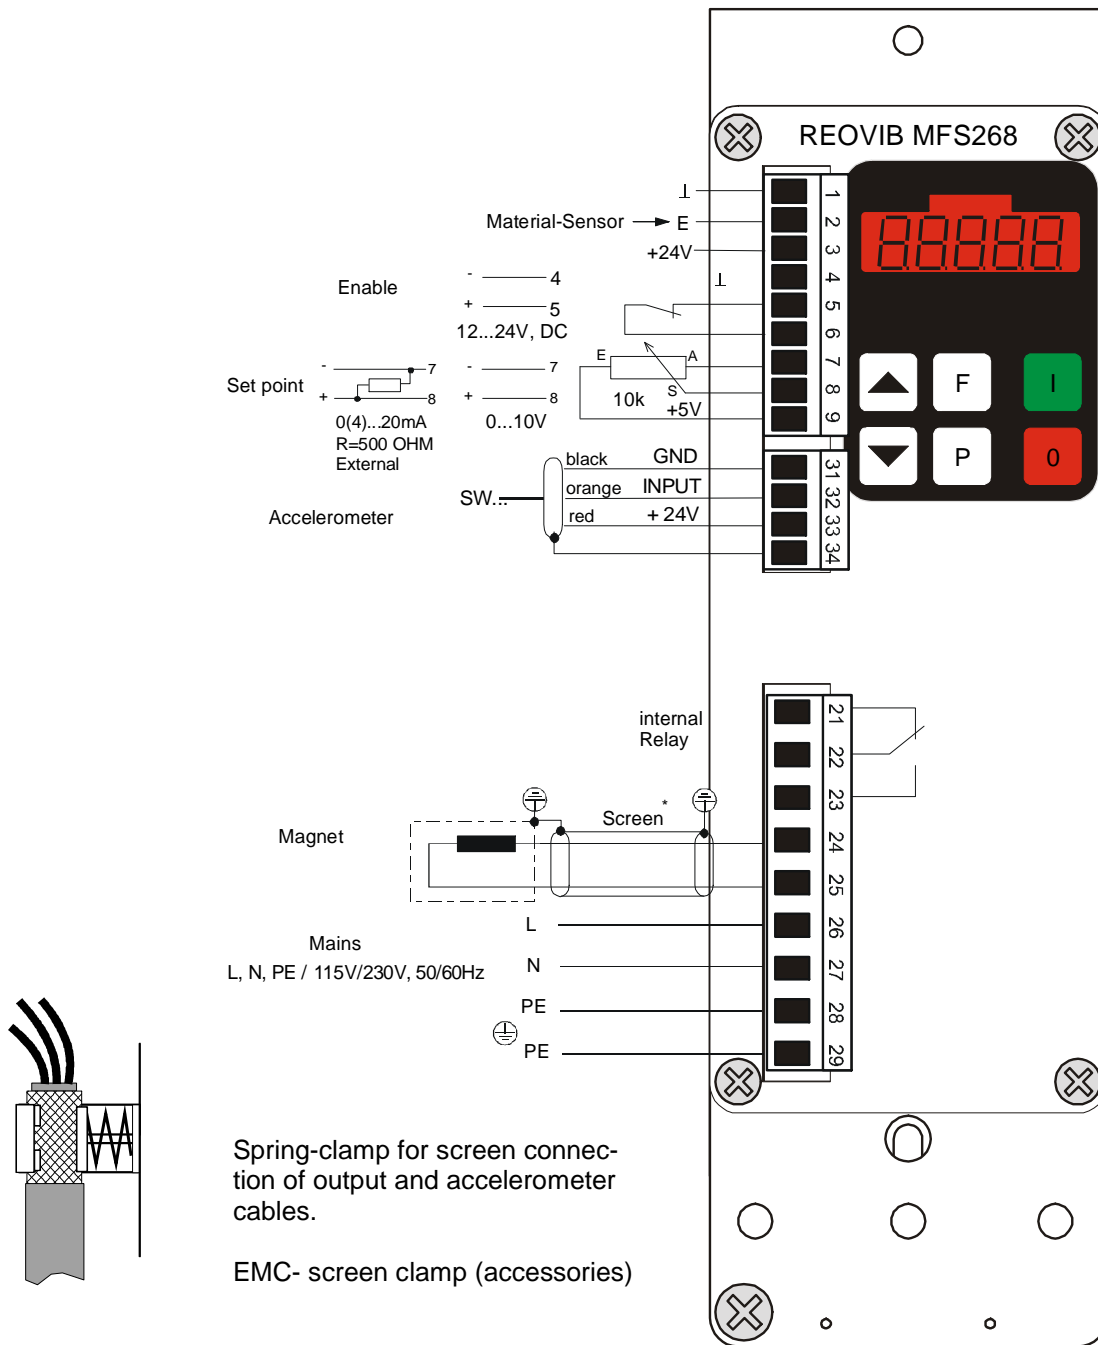 REOVIB MFS268
⊥ 1
Material-Sensor E 2
+24V 3
⊥ 4
Enable - 4
+ 5
12...24V, DC
5
6
Set point - 7 - 7
+ 8 + 8
0(4)...20mA 0...10V
R=500 OHM
External
E A 7
10k S 8
+5V 9
F I
P 0
88888
black GND 31
SW... orange INPUT 32
Accelerometer
red + 24V 33
34
internal
Relay
21
22
23
Screen *
Magnet
24
25
L 26
Mains
L, N, PE / 115V/230V, 50/60Hz
N 27
PE 28
PE 29
Spring-clamp for screen connec-
tion of output and accelerometer
cables.
EMC- screen clamp (accessories)